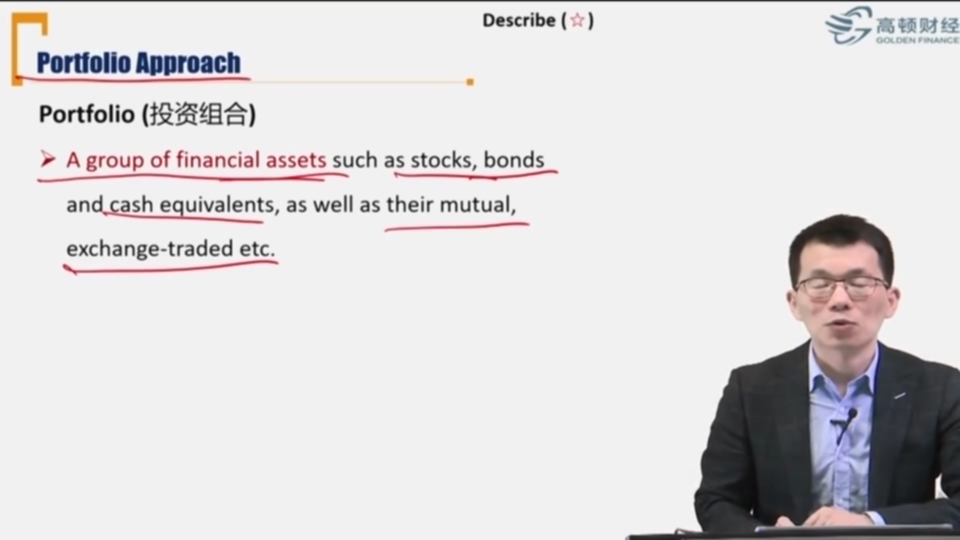 Describe (☆)
高顿财经
GOLDEN FINANCE
Portfolio Approach
Portfolio (投资组合)
➢ A group of financial assets such as stocks, bonds
and cash equivalents, as well as their mutual,
exchange-traded etc.